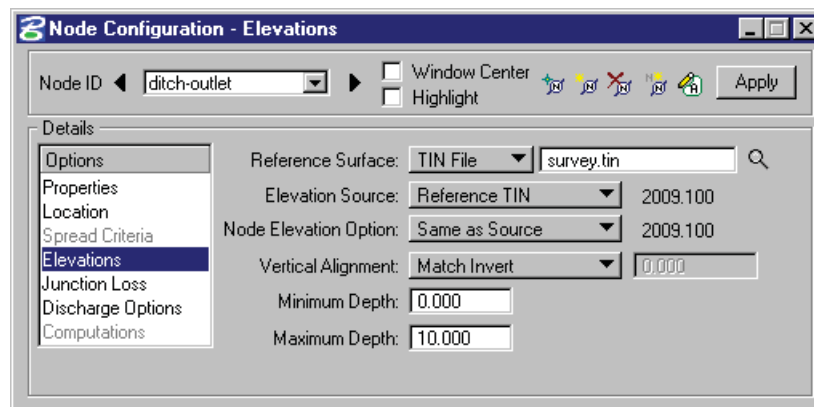 Node Configuration - Elevations
Node ID ditch-outlet Window Center Highlight Apply
Details
Options
Properties
Location
Spread Criteria
Elevations
Junction Loss
Discharge Options
Computations
Reference Surface: TIN File survey.tin
Elevation Source: Reference TIN 2009.100
Node Elevation Option: Same as Source 2009.100
Vertical Alignment: Match Invert 0.000
Minimum Depth: 0.000
Maximum Depth: 10.000